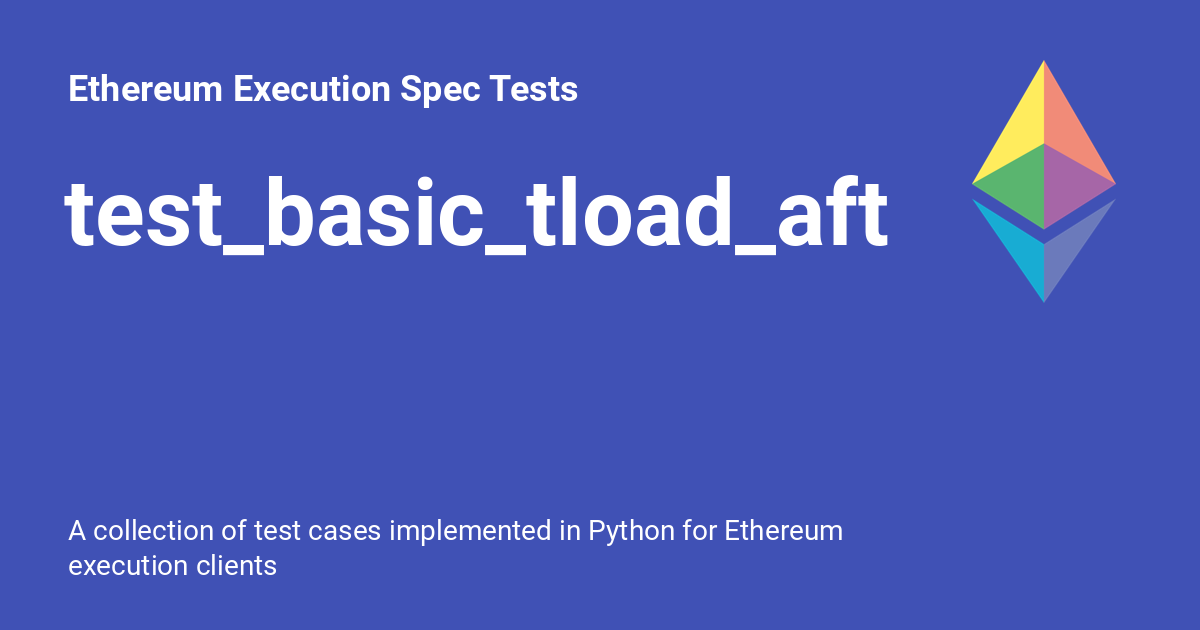 Ethereum Execution Spec Tests
test_basic_tload_aft
A collection of test cases implemented in Python for Ethereum
execution clients